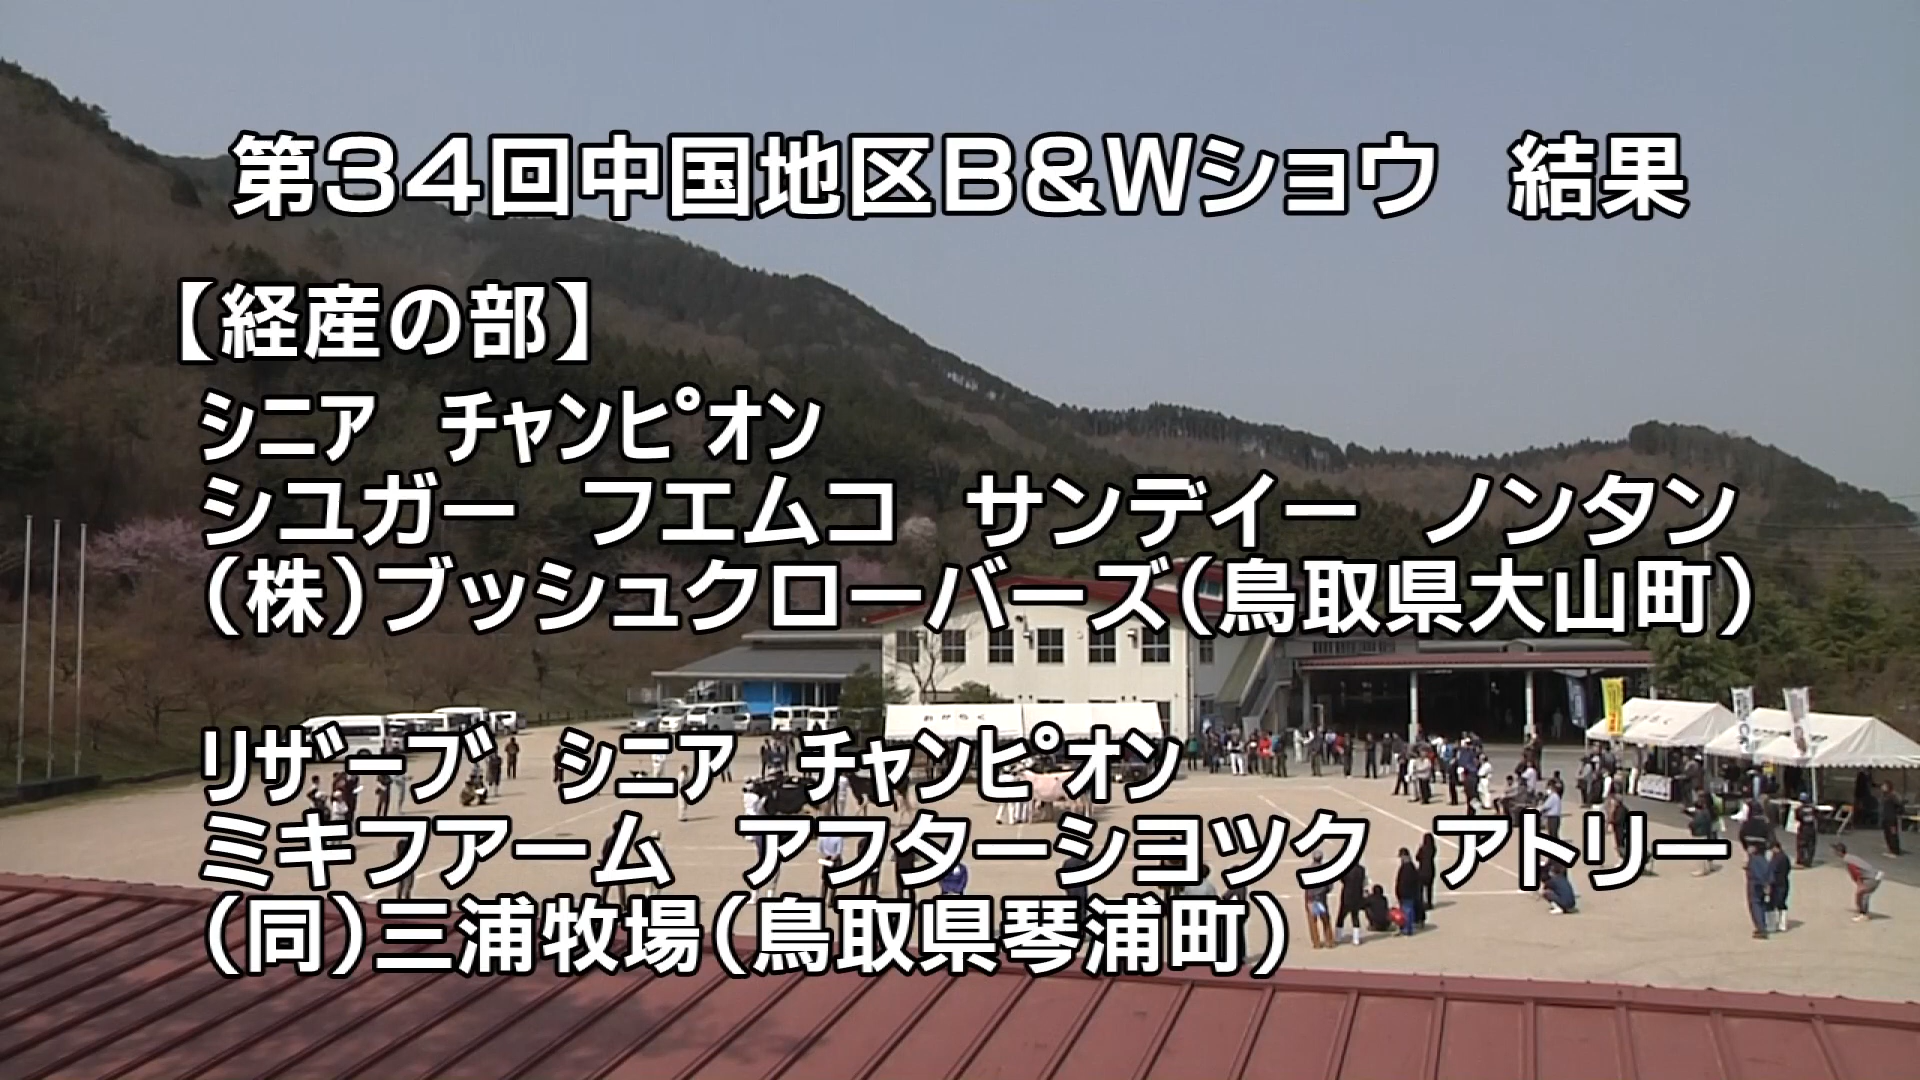 第３４回中国地区Ｂ＆Ｗショウ　結果
【経産の部】
ｼﾆｱ　ﾁｬﾝﾋﾟｵﾝ
シユガー　フエムコ　サンデイー　ノンタン
（株）ブッシュクローバーズ（鳥取県大山町）
おからく
ﾘｻﾞｰﾌﾞ　ｼﾆｱ　ﾁｬﾝﾋﾟｵﾝ
ミキフアーム　アフターシヨツク　アトリー
（同）三浦牧場（鳥取県琴浦町）